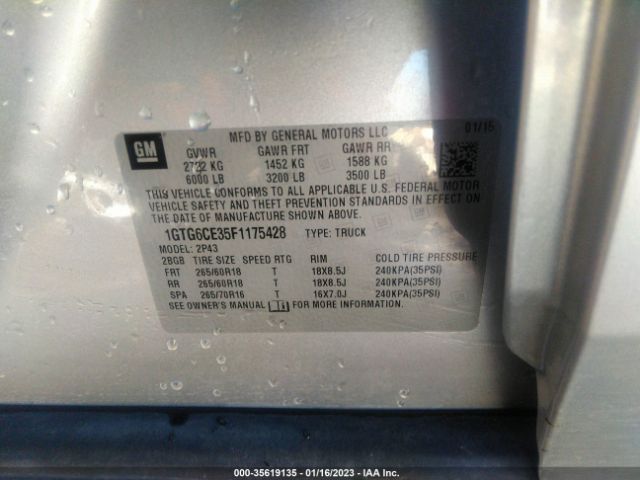 GM
MFD BY GENERAL MOTORS LLC 01/15
GVWR GAWR FRT GAWR RR
2722 KG 1452 KG 1588 KG
6000 LB 3200 LB 3500 LB
THIS VEHICLE CONFORMS TO ALL APPLICABLE U.S. FEDERAL MOTOR
VEHICLE SAFETY AND THEFT PREVENTION STANDARDS IN EFFECT ON
THE DATE OF MANUFACTURE SHOWN ABOVE.
1GTG6CE35F1175428 TYPE: TRUCK
MODEL: 2P43
2BGB TIRE SIZE SPEED RTG RIM COLD TIRE PRESSURE
FRT 265/60R18 T 18X8.5J 240KPA(35PSI)
RR 265/60R18 T 18X8.5J 240KPA(35PSI)
SPA 265/70R16 T 16X7.0J 240KPA(35PSI)
SEE OWNER'S MANUAL FOR MORE INFORMATION.
000-35619135 - 01/16/2023 - IAA Inc.